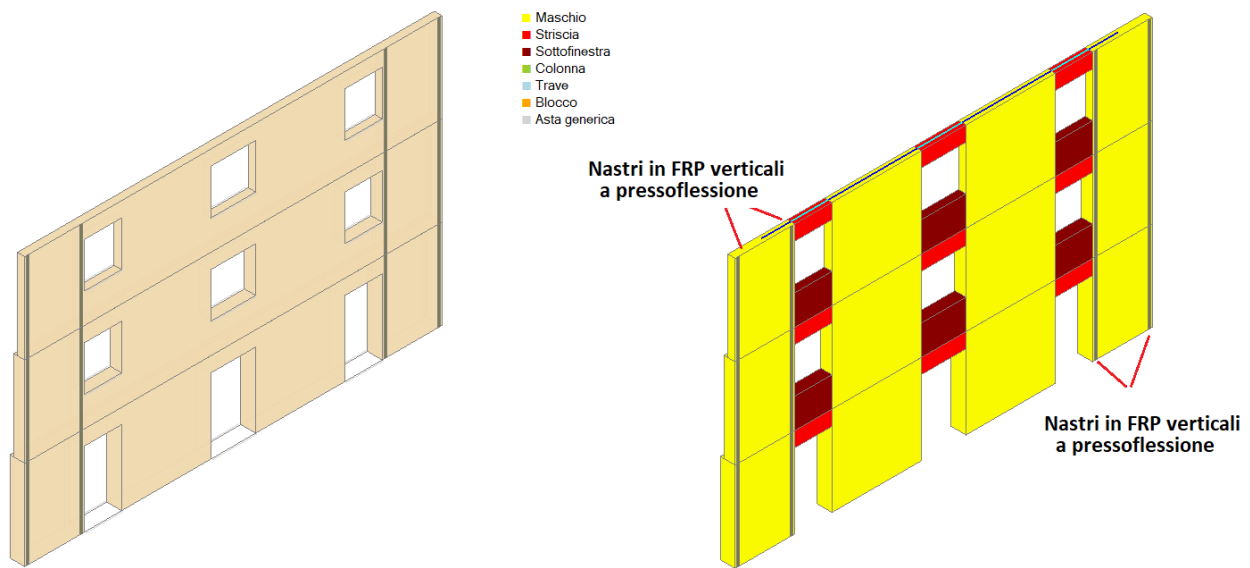 Maschio
Striscia
Sottofinestra
Colonna
Trave
Blocco
Asta generica
Nastri in FRP verticali
a pressoflessione
Nastri in FRP verticali
a pressoflessione